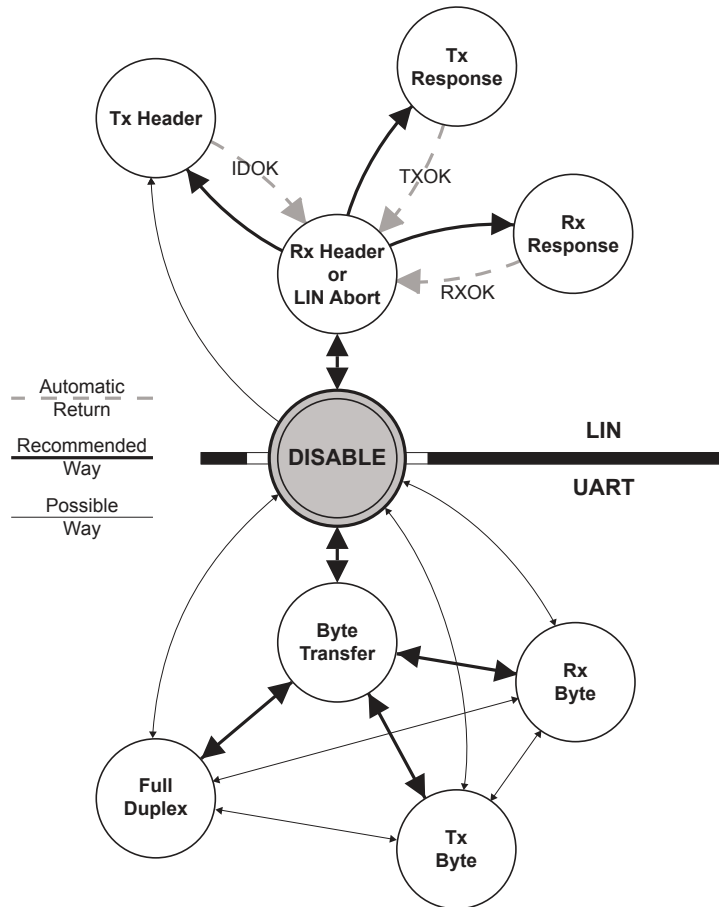 Tx
Response
Tx Header
IDOK
TXOK
Rx
Response
Rx Header
or
LIN Abort
RXOK
Automatic
Return
Recommended
Way
Possible
Way
DISABLE
LIN
UART
Byte
Transfer
Rx
Byte
Full
Duplex
Tx
Byte